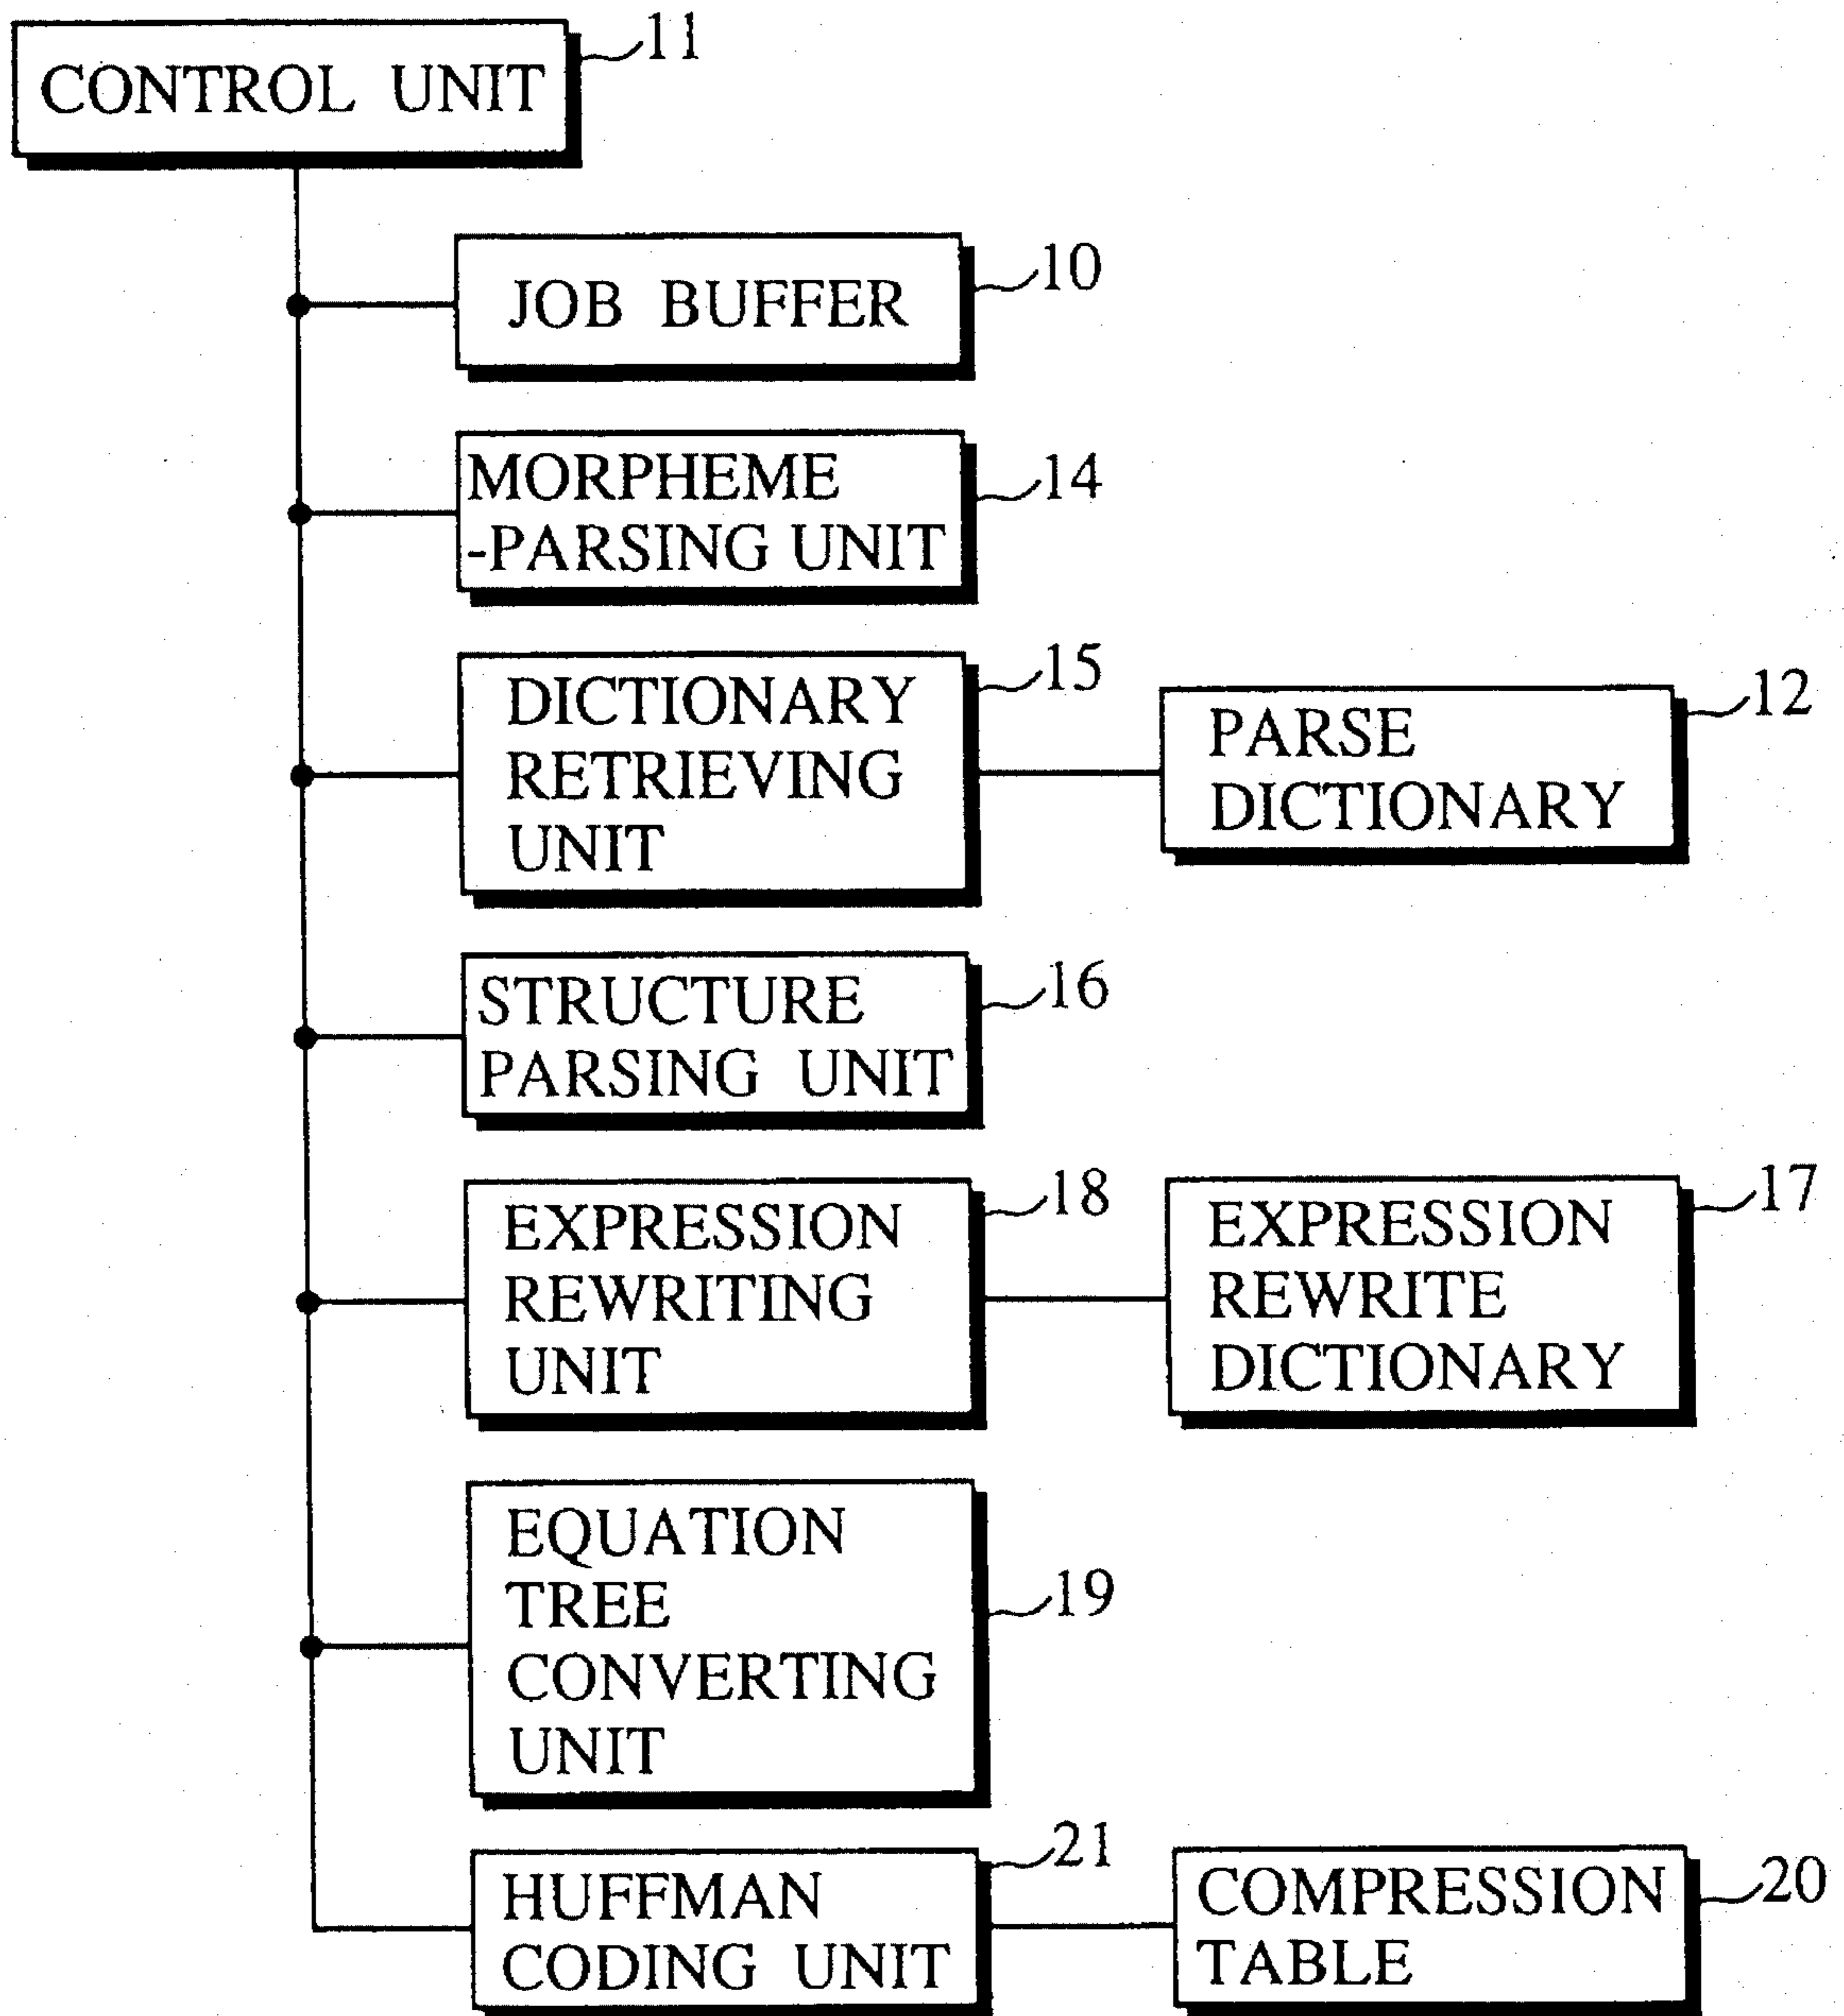 CONTROL UNIT
11
JOB BUFFER
10
MORPHEME
-PARSING UNIT
14
DICTIONARY
RETRIEVING
UNIT
15
PARSE
DICTIONARY
12
STRUCTURE
PARSING UNIT
16
EXPRESSION
REWRITING
UNIT
18
EXPRESSION
REWRITE
DICTIONARY
17
EQUATION
TREE
CONVERTING
UNIT
19
HUFFMAN
CODING UNIT
21
COMPRESSION
TABLE
20